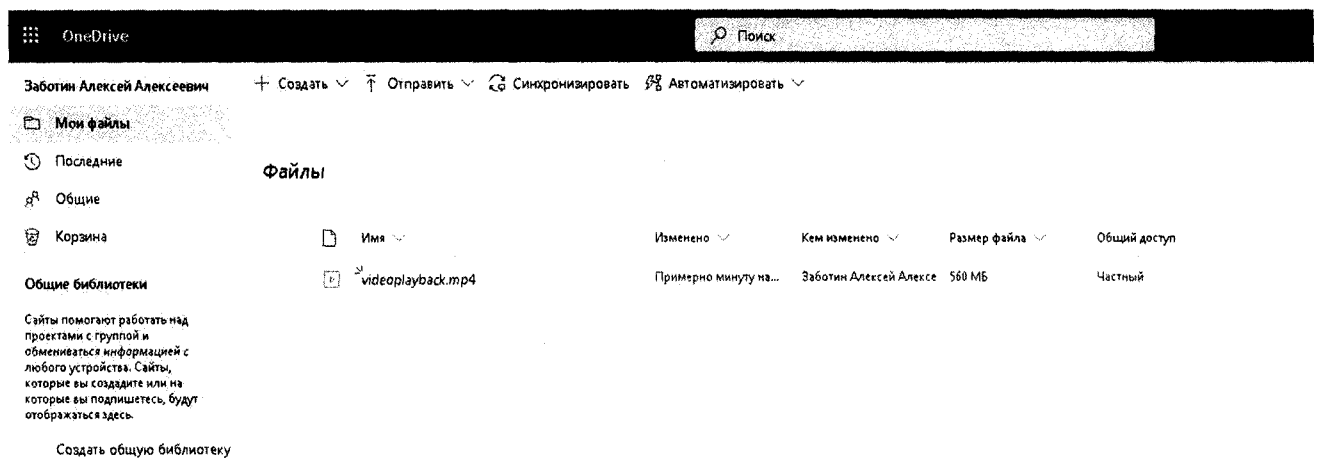 OneDrive
Поиск
Заботин Алексей Алексеевич
Создать
Отправить
Синхронизировать
Автоматизировать
Мои файлы
Последние
Общие
Корзина
Общие библиотеки
Сайты помогают работать над
проектами с группой и
обмениваться информацией с
любого устройства. Сайты,
которые вы создадите или на
которые вы подпишетесь, будут
отображаться здесь.
Создать общую библиотеку
Файлы
Имя Изменено Кем изменено Размер файла Общий доступ
videoplayback.mp4 Примерно минуту на... Заботин Алексей Алексе 560 МБ Частный